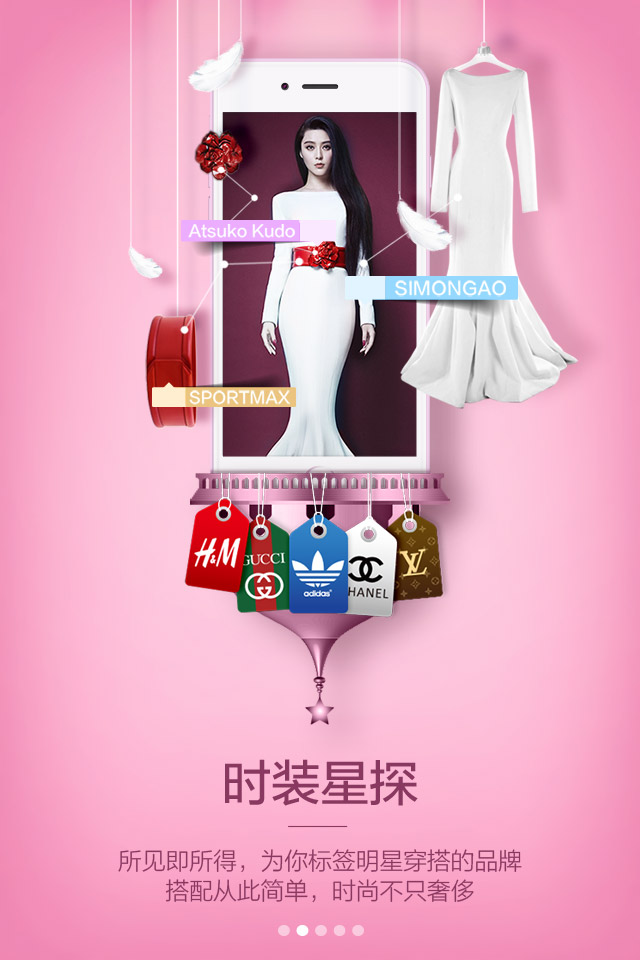 Atsuko Kudo
SIMONGAO
SPORTMAX
H&M
GUCCI
adidas
HANEL
LV
时装星探
所见即所得，为你标签明星穿搭的品牌
搭配从此简单，时尚不只奢侈